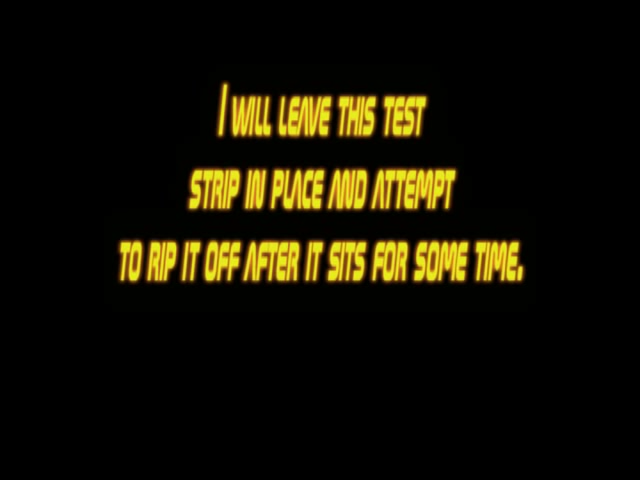 I WILL LEAVE THIS TEST
STRIP IN PLACE AND ATTEMPT
TO RIP IT OFF AFTER IT SITS FOR SOME TIME.